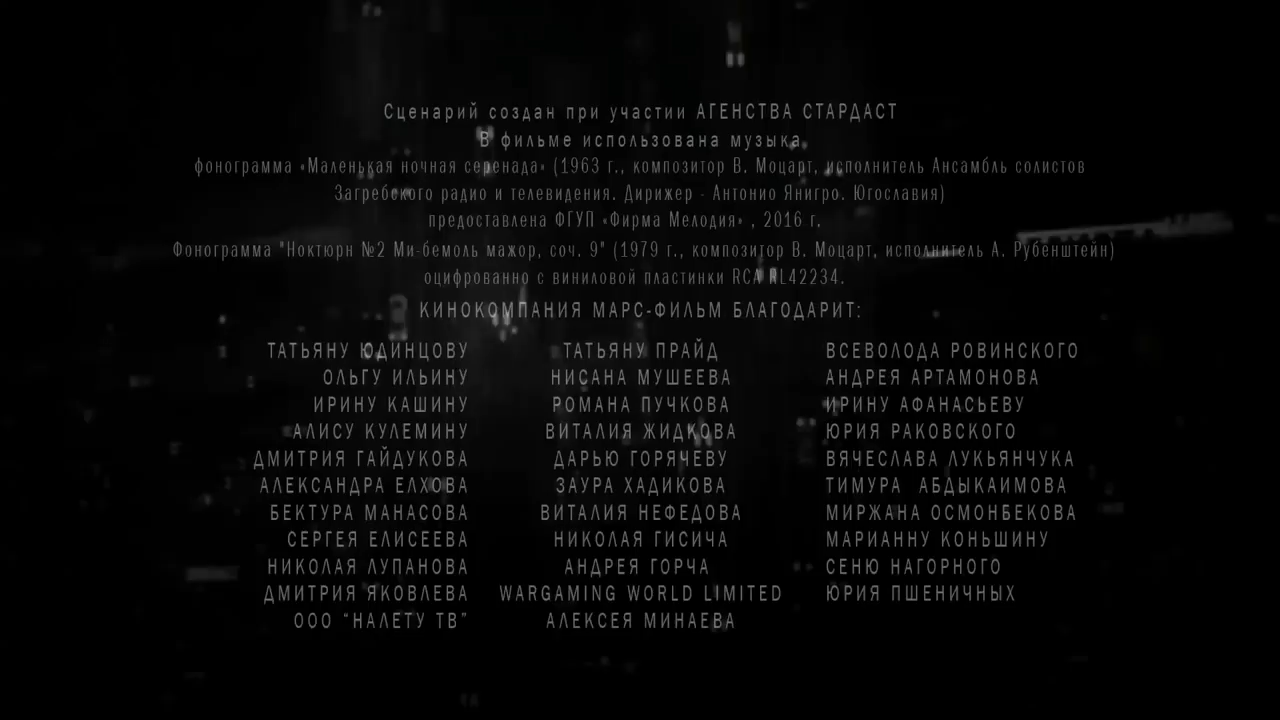 Сценарий создан при участии АГЕНСТВА СТАРДАСТ
В фильме использована музыка
фонограмма «Маленькая ночная серенада» (1963 г., композитор В. Моцарт, исполнитель Ансамбль солистов
Загребского радио и телевидения. Дирижер - Антонио Янигро. Югославия)
предоставлена ФГУП «Фирма Мелодия» , 2016 г.
Фонограмма "Ноктюрн №2 Ми-бемоль мажор, соч. 9" (1979 г., композитор В. Моцарт, исполнитель А. Рубенштейн)
оцифрованно с виниловой пластинки RCA RL42234.
КИНОКОМПАНИЯ МАРС-ФИЛЬМ БЛАГОДАРИТ:
ТАТЬЯНУ ЮДИНЦОВУ
ОЛЬГУ ИЛЬИНУ
ИРИНУ КАШИНУ
АЛИСУ КУЛЕМИНУ
ДМИТРИЯ ГАЙДУКОВА
АЛЕКСАНДРА ЕЛХОВА
БЕКТУРА МАНАСОВА
СЕРГЕЯ ЕЛИСЕЕВА
НИКОЛАЯ ЛУПАНОВА
ДМИТРИЯ ЯКОВЛЕВА
ООО “НАЛЕТУ ТВ”
ТАТЬЯНУ ПРАЙД
НИСАНА МУШЕЕВА
РОМАНА ПУЧКОВА
ВИТАЛИЯ ЖИДКОВА
ДАРЬЮ ГОРЯЧЕВУ
ЗАУРА ХАДИКОВА
ВИТАЛИЯ НЕФЕДОВА
НИКОЛАЯ ГИСИЧА
АНДРЕЯ ГОРЧА
WARGAMING WORLD LIMITED
АЛЕКСЕЯ МИНАЕВА
ВСЕВОЛОДА РОВИНСКОГО
АНДРЕЯ АРТАМОНОВА
ИРИНУ АФАНАСЬЕВУ
ЮРИЯ РАКОВСКОГО
ВЯЧЕСЛАВА ЛУКЬЯНЧУКА
ТИМУРА АБДЫКАИМОВА
МИРЖАНА ОСМОНБЕКОВА
МАРИАННУ КОНЬШИНУ
СЕНЮ НАГОРНОГО
ЮРИЯ ПШЕНИЧНЫХ